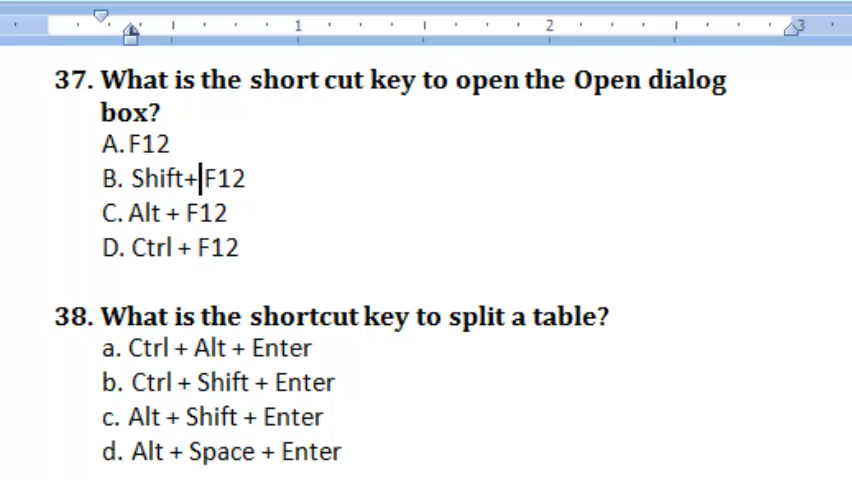 1 2 3
37. What is the short cut key to open the Open dialog
box?
A. F12
B. Shift+ F12
C. Alt + F12
D. Ctrl + F12
38. What is the shortcut key to split a table?
a. Ctrl + Alt + Enter
b. Ctrl + Shift + Enter
c. Alt + Shift + Enter
d. Alt + Space + Enter